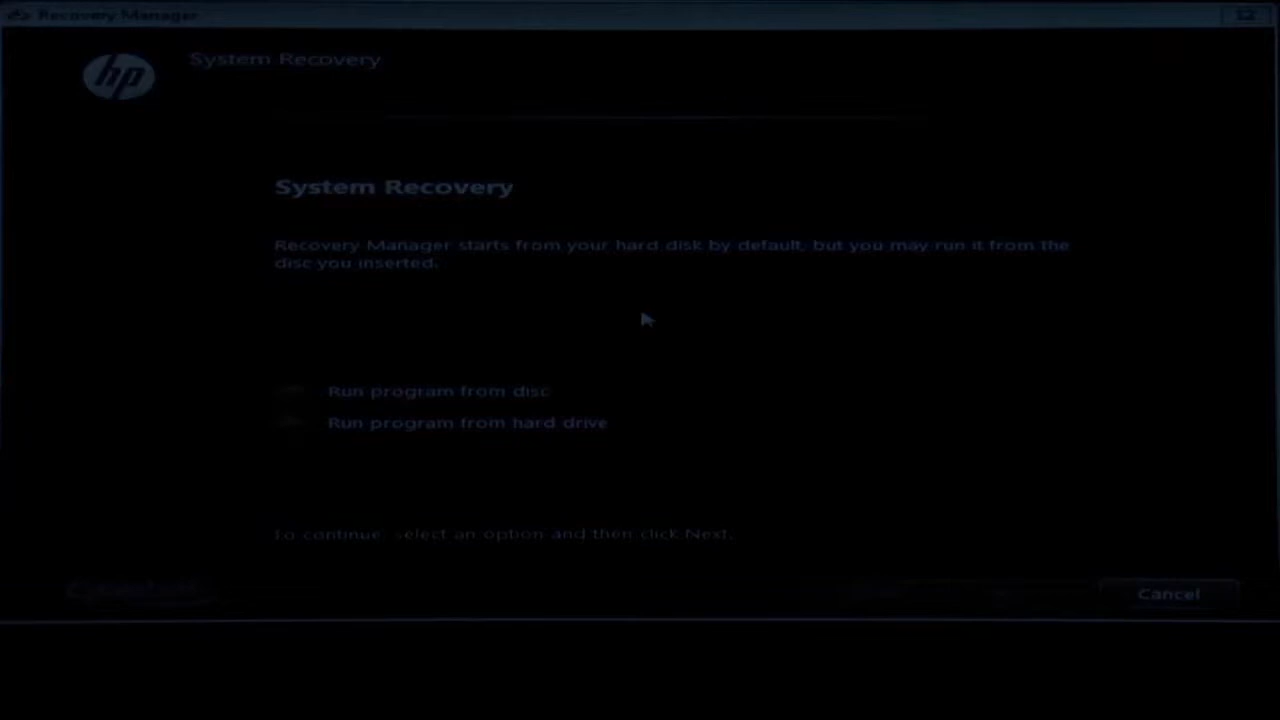 Recovery Manager
hp
System Recovery
System Recovery
Recovery Manager starts from your hard disk by default, but you may run it from the
disc you inserted.
Run program from disc
Run program from hard drive
To continue, select an option and then click Next.
Cancel